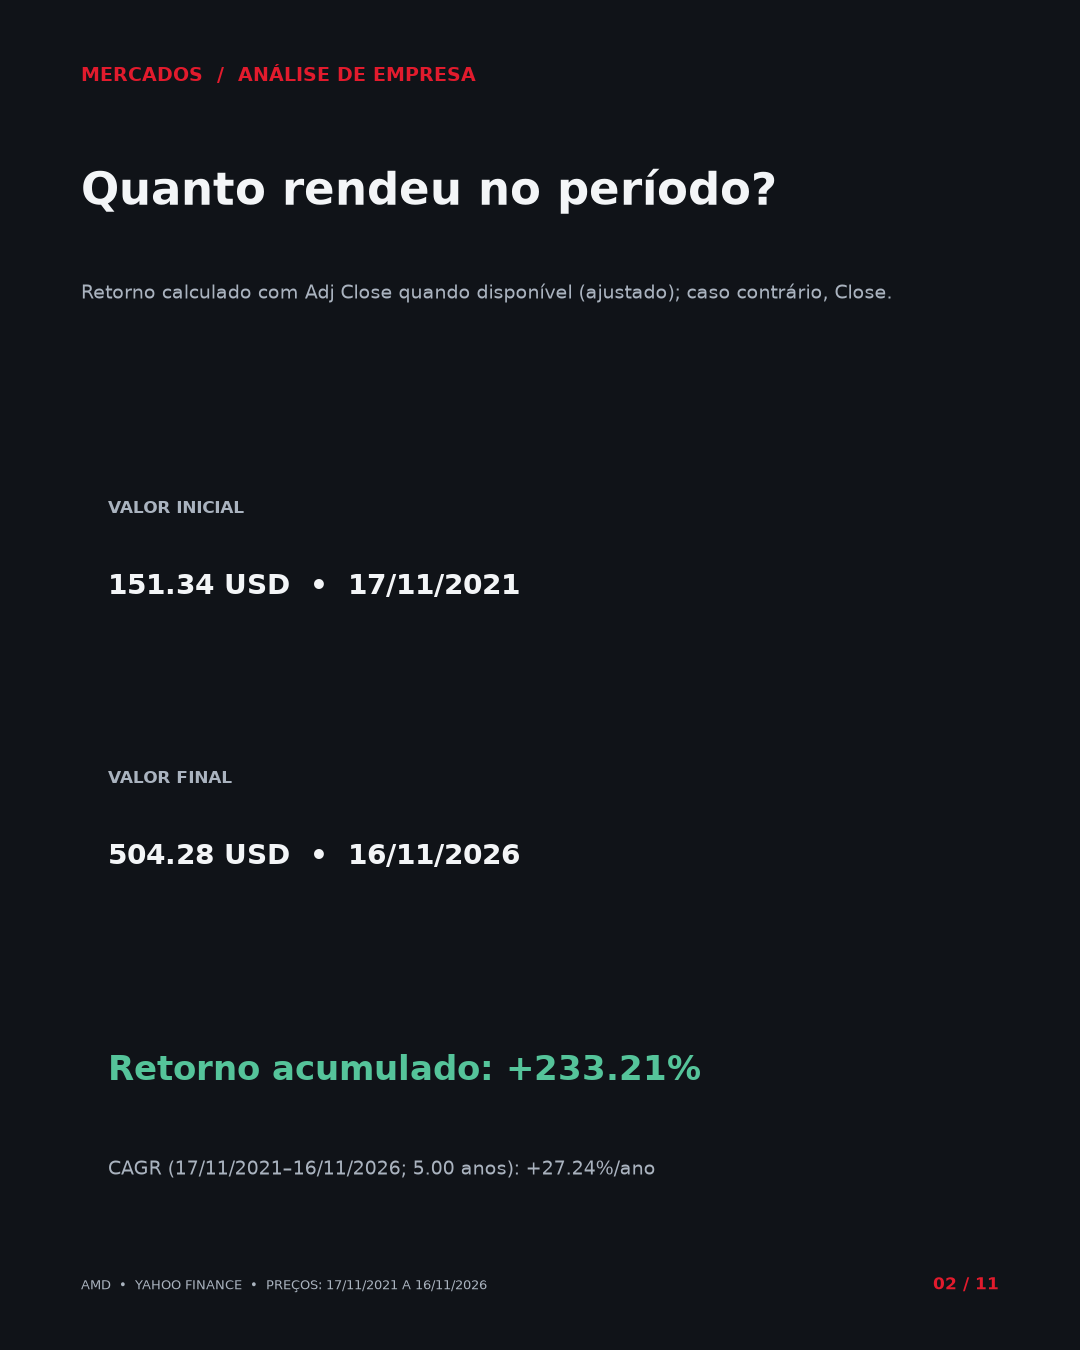 MERCADOS / ANÁLISE DE EMPRESA
Quanto rendeu no período?
Retorno calculado com Adj Close quando disponível (ajustado); caso contrário, Close.
VALOR INICIAL
151.34 USD • 17/11/2021
VALOR FINAL
504.28 USD • 16/11/2026
Retorno acumulado: +233.21%
CAGR (17/11/2021–16/11/2026; 5.00 anos): +27.24%/ano
AMD • YAHOO FINANCE • PREÇOS: 17/11/2021 A 16/11/2026
02 / 11